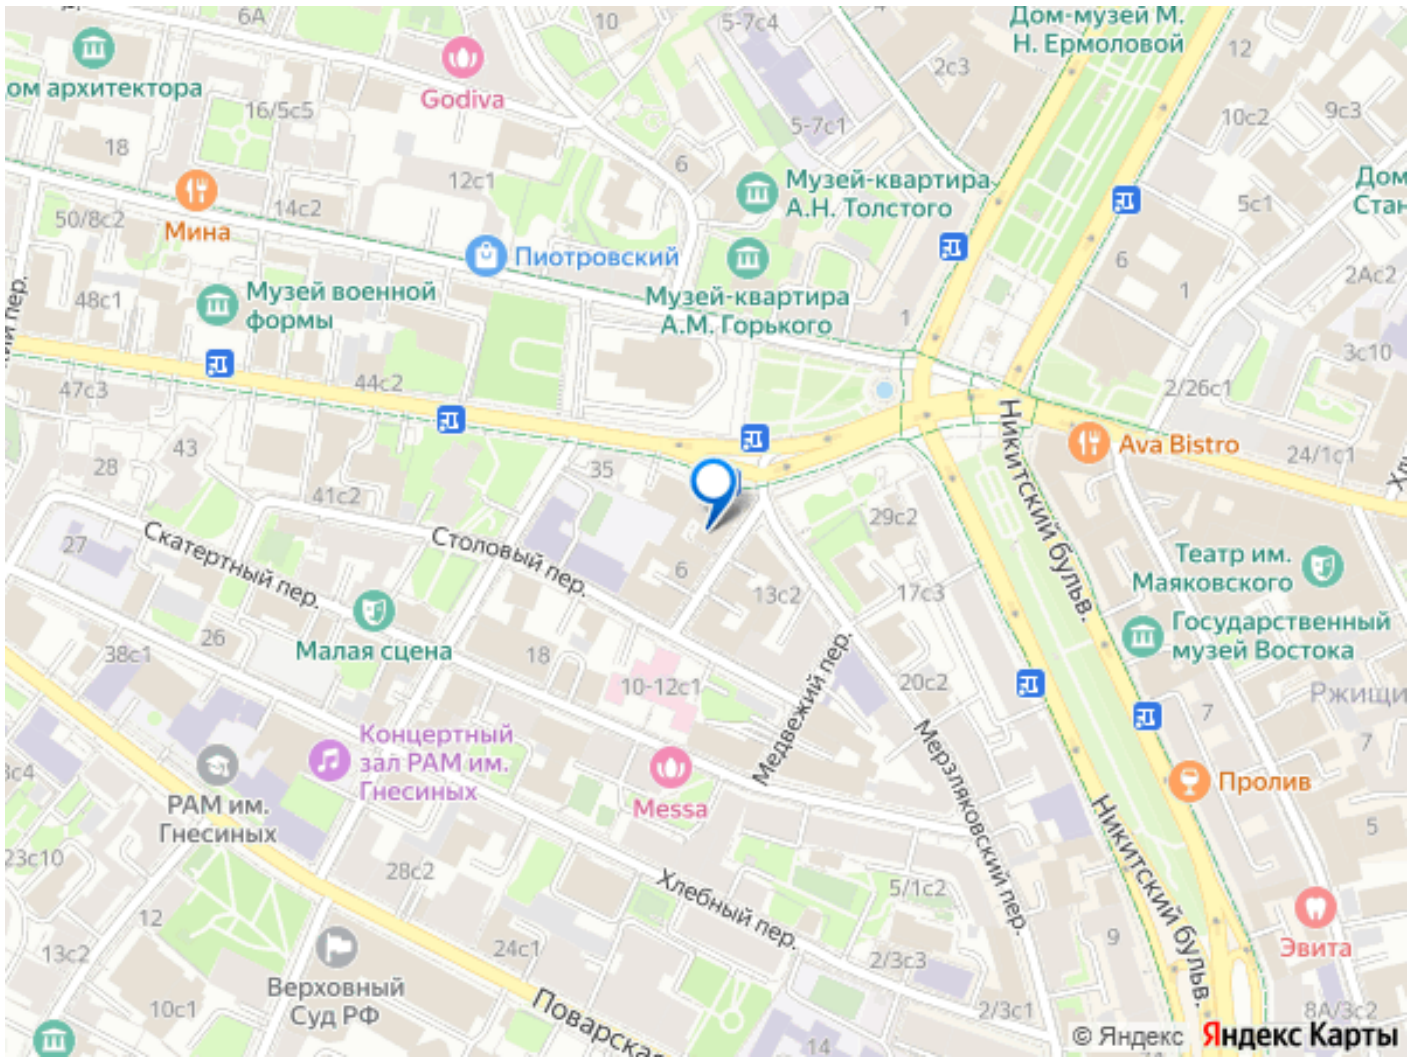 6А
10
5-7с4
Дом-музей М.
Н. Ермоловой
12
2с3
ом архитектора
Godiva
16/5с5
10с2
9с3
5-7с1
18
6
12с1
Музей-квартира
А.Н. Толстого
Дом
Стан
5с1
50/8с2
14с2
Мина
Пиотровский
6
2Ас2
1
48с1
Музей военной
формы
Музей-квартира
А.М. Горького
1
ий пер.
3с10
47с3
44с2
2/26с1
43
Ava Bistro
24/1с1
28
35
Хлы
41с2
29с2
Никитский бульв.
27
Скатертный пер.
Столовый пер.
6
13с2
17с3
Театр им.
Маяковского
26
Малая сцена
Государственный
музей Востока
38с1
18
10-12с1
Медвежий пер.
20с2
Ржищи
7
7
Концертный
зал РАМ им.
Гнесиных
3с4
РАМ им.
Гнесиных
Messa
Мерзляковский пер.
Пролив
Никитский бульв.
5
23с10
28с2
Хлебный пер.
5/1с2
12
24с1
9
Эвита
13с2
2/3с3
Верховный
Суд РФ
10с1
Поварская
14
2/3с1
8А/3с2
© Яндекс Яндекс Карты